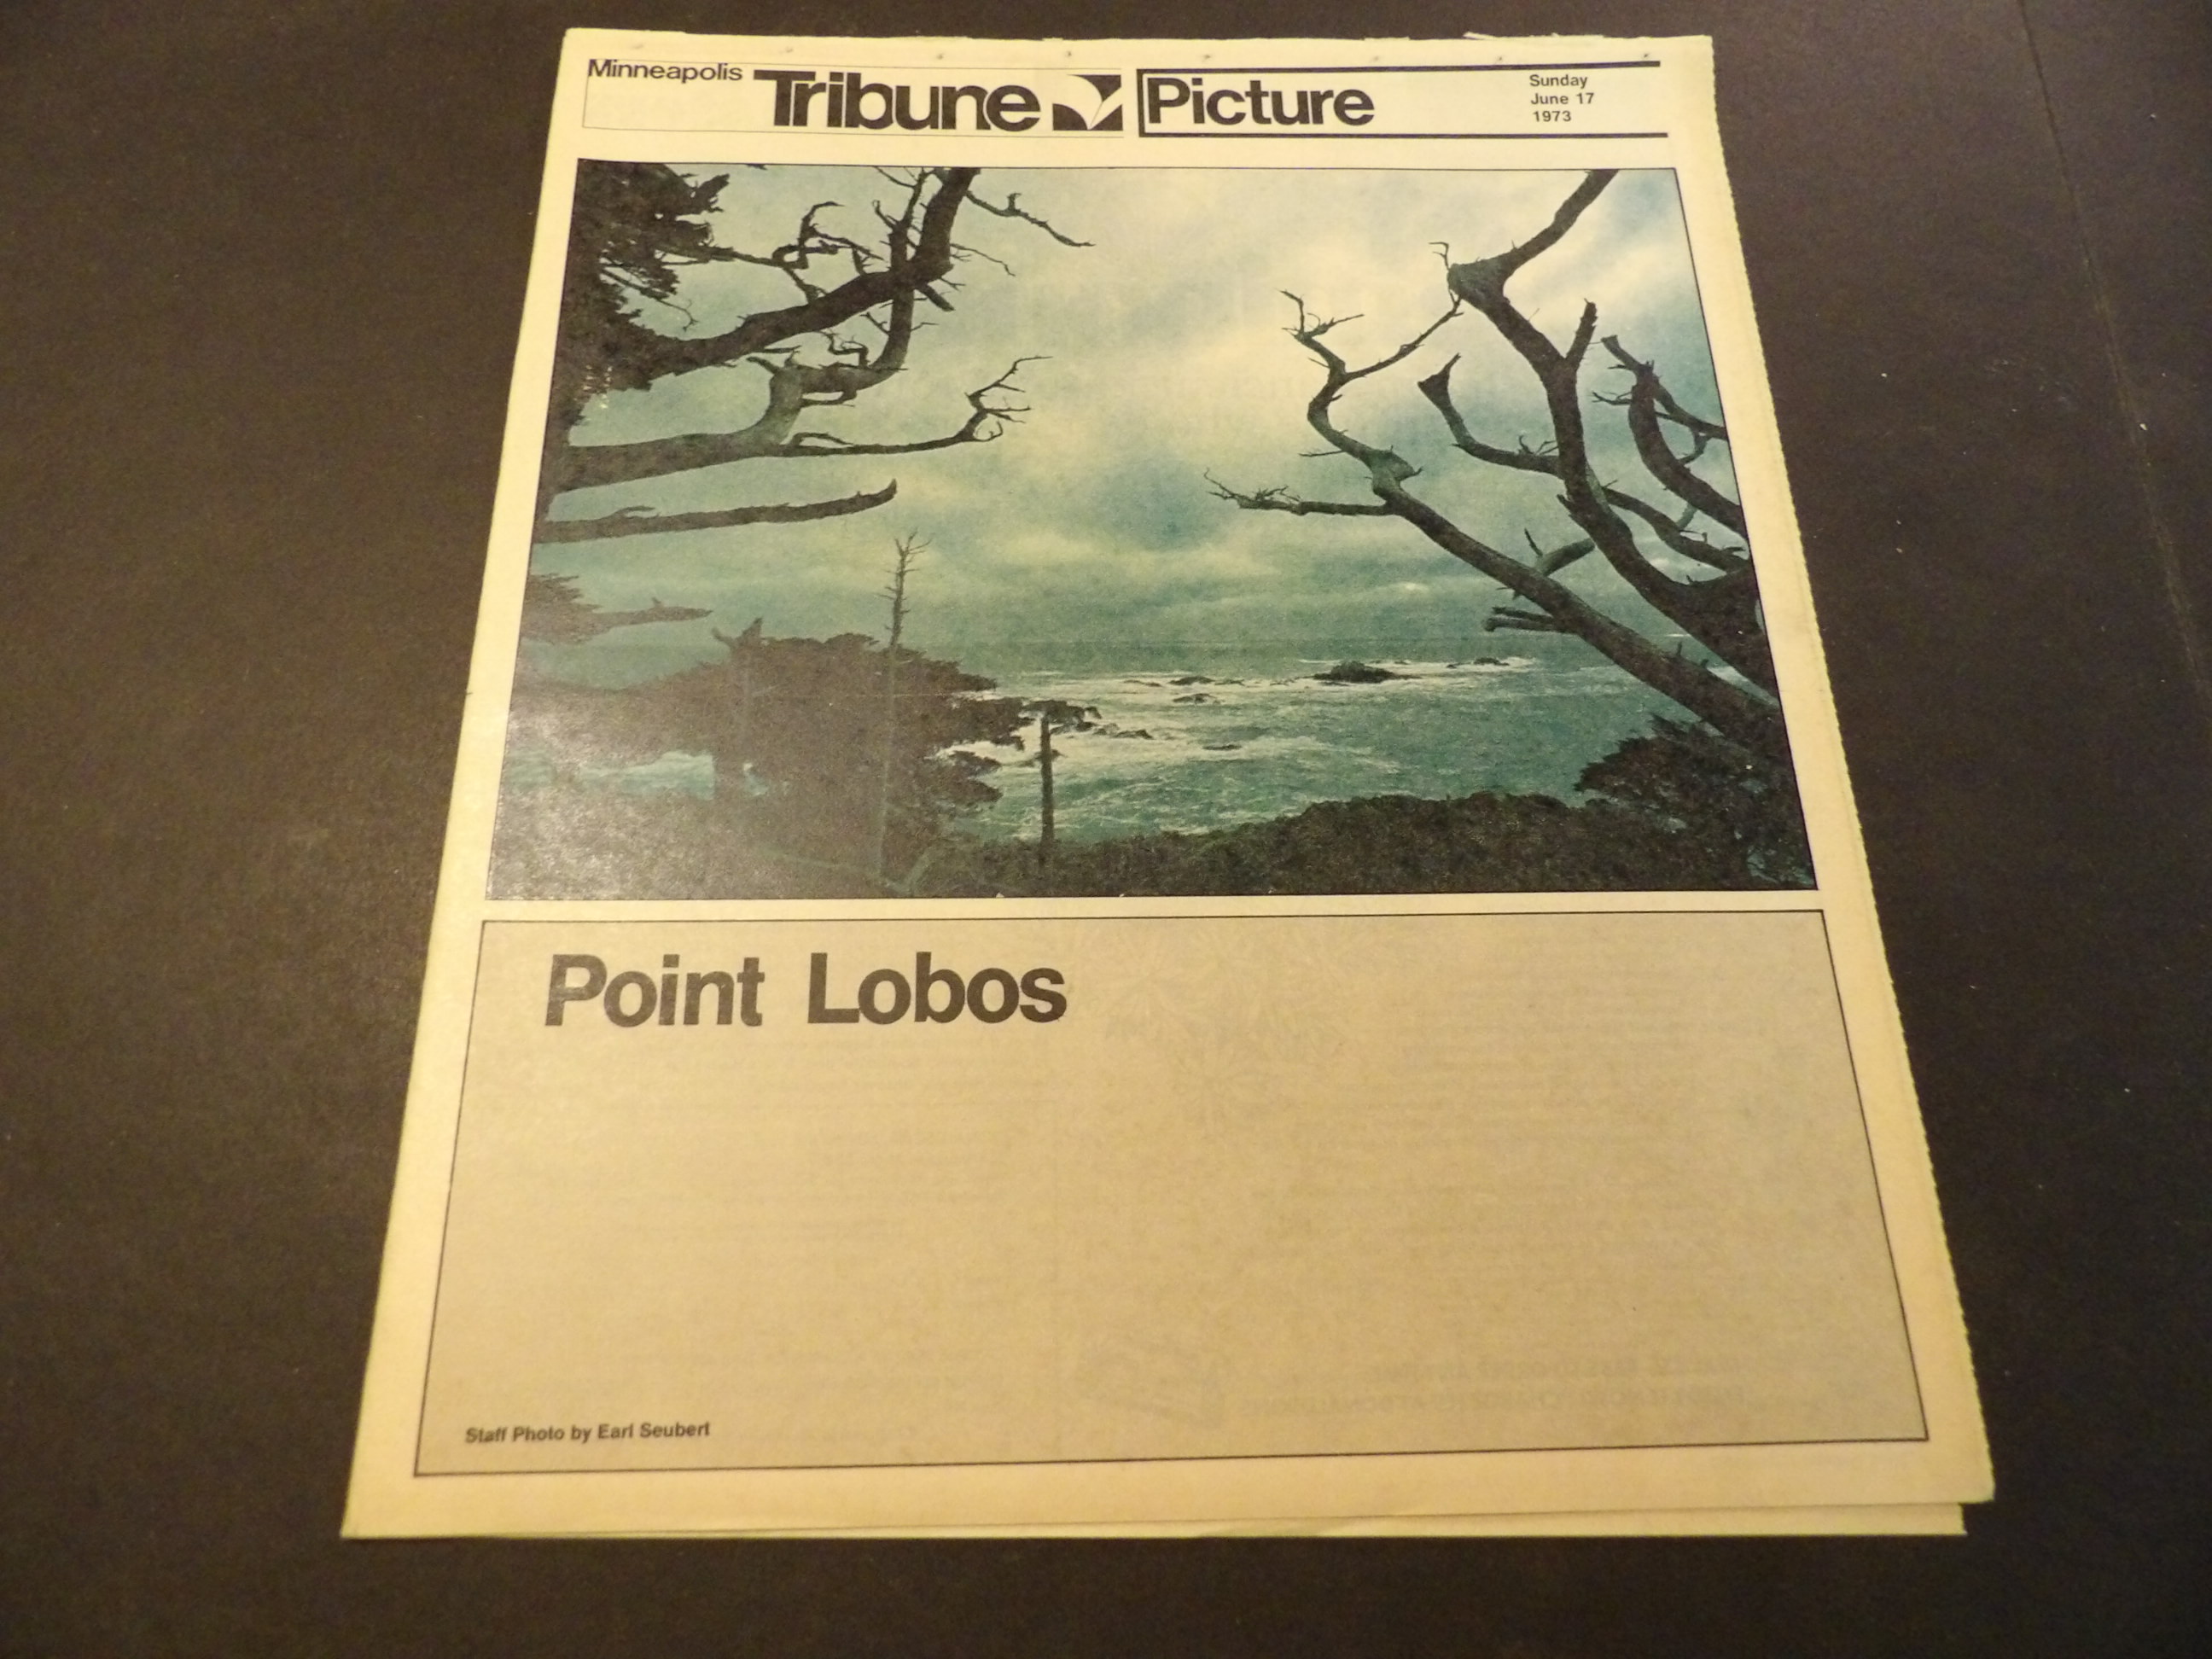 Minneapolis
Tribune Picture
Sunday
June 17
1973
Point Lobos
Staff Photo by Earl Seubert